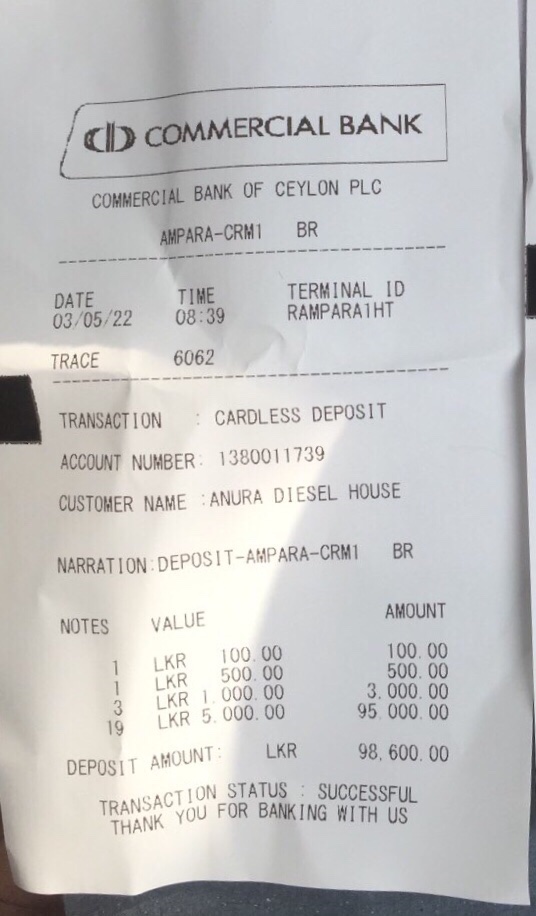 COMMERCIAL BANK
COMMERCIAL BANK OF CEYLON PLC
AMPARA-CRM1 BR
DATE TIME TERMINAL ID
03/05/22 08:39 RAMPARA1HT
TRACE 6062
TRANSACTION : CARDLESS DEPOSIT
ACCOUNT NUMBER: 1380011739
CUSTOMER NAME :ANURA DIESEL HOUSE
NARRATION:DEPOSIT-AMPARA-CRM1 BR
NOTES VALUE AMOUNT
1 LKR 100.00 100.00
1 LKR 500.00 500.00
3 LKR 1,000.00 3,000.00
19 LKR 5,000.00 95,000.00
DEPOSIT AMOUNT: LKR 98,600.00
TRANSACTION STATUS : SUCCESSFUL
THANK YOU FOR BANKING WITH US